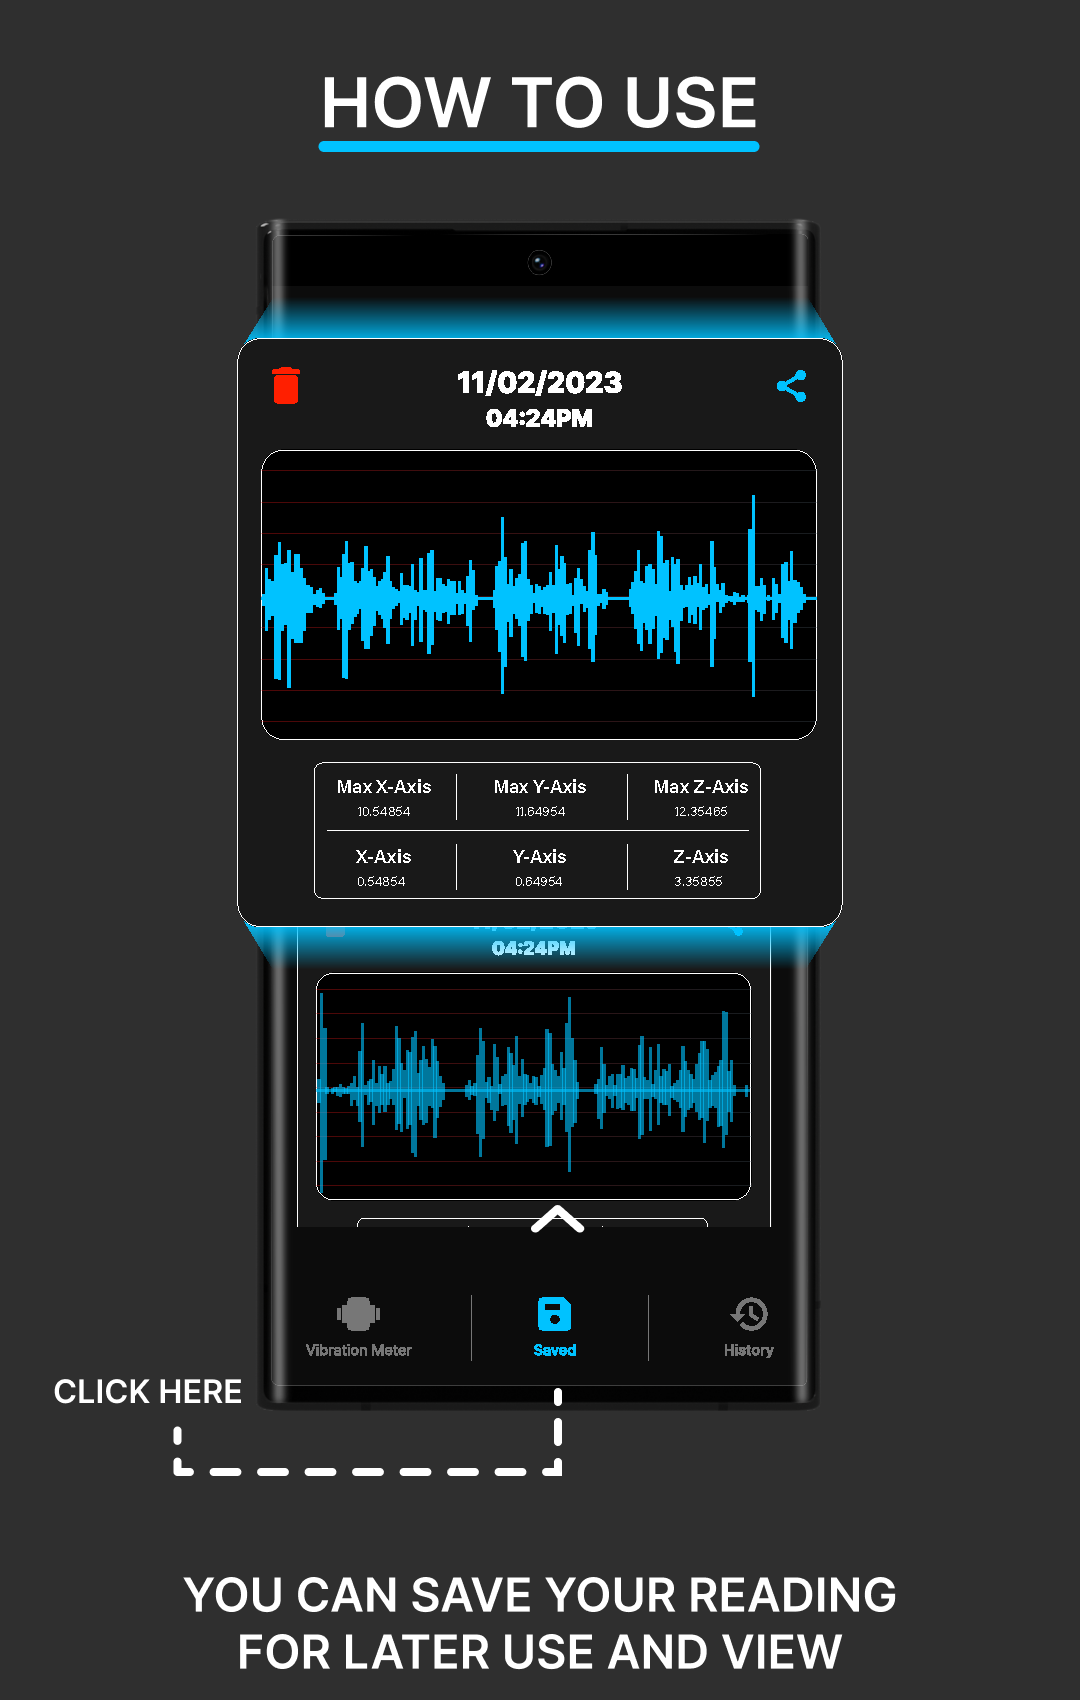 HOW TO USE
11/02/2023
04:24PM
Max X-Axis
Max Y-Axis
Max Z-Axis
10.54854
11.64954
12.35465
X-Axis
Y-Axis
Z-Axis
0.54854
0.64954
3.35855
04:24PM
Vibration Meter
Saved
History
CLICK HERE
YOU CAN SAVE YOUR READING
FOR LATER USE AND VIEW